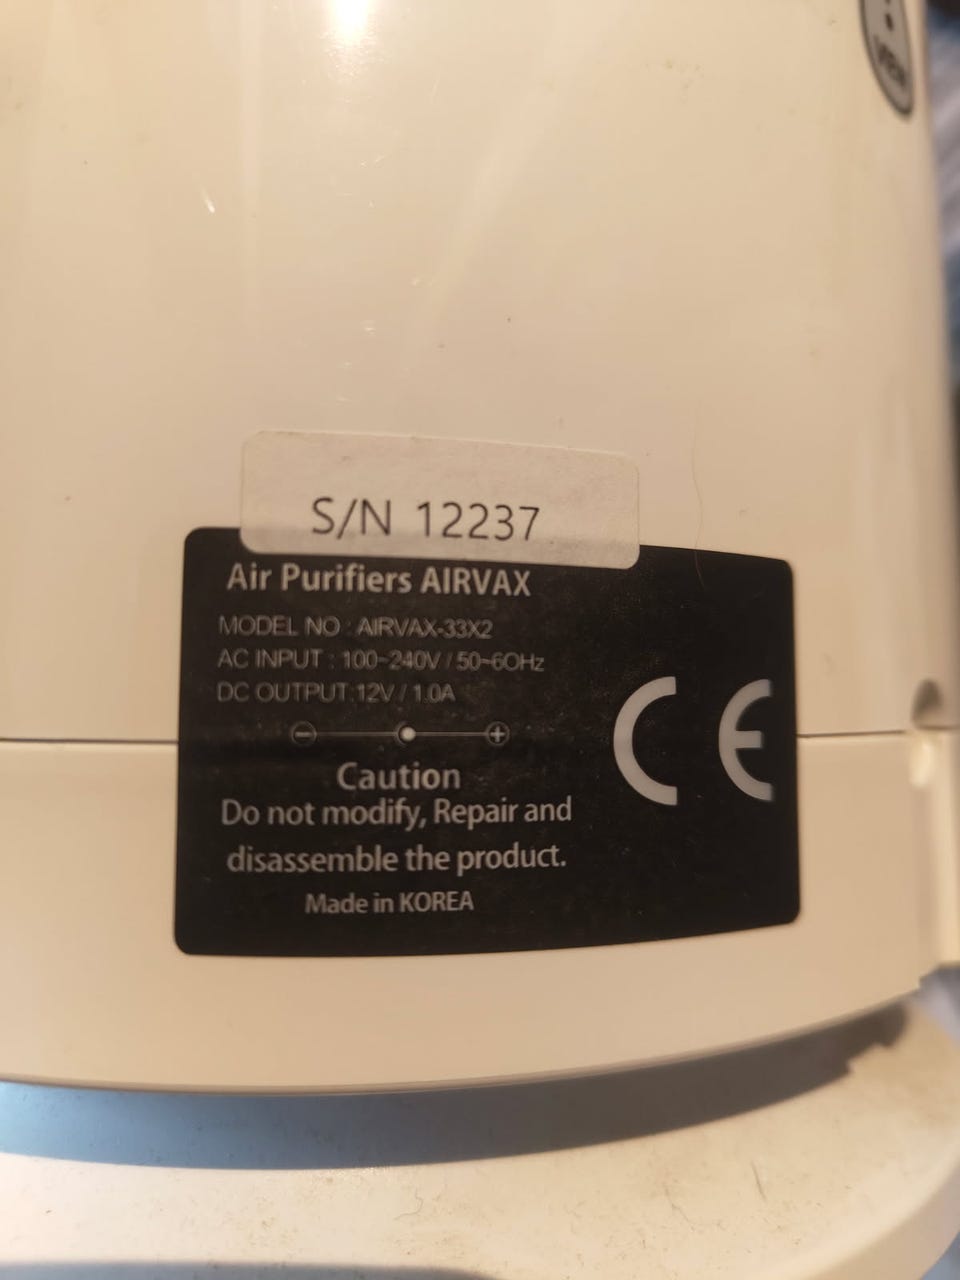 S/N 12237
Air Purifiers AIRVAX
MODEL NO : AIRVAX-33X2
AC INPUT : 100~240V / 50~60Hz
DC OUTPUT:12V / 1.0A
Caution
Do not modify, Repair and
disassemble the product.
Made in KOREA
CE